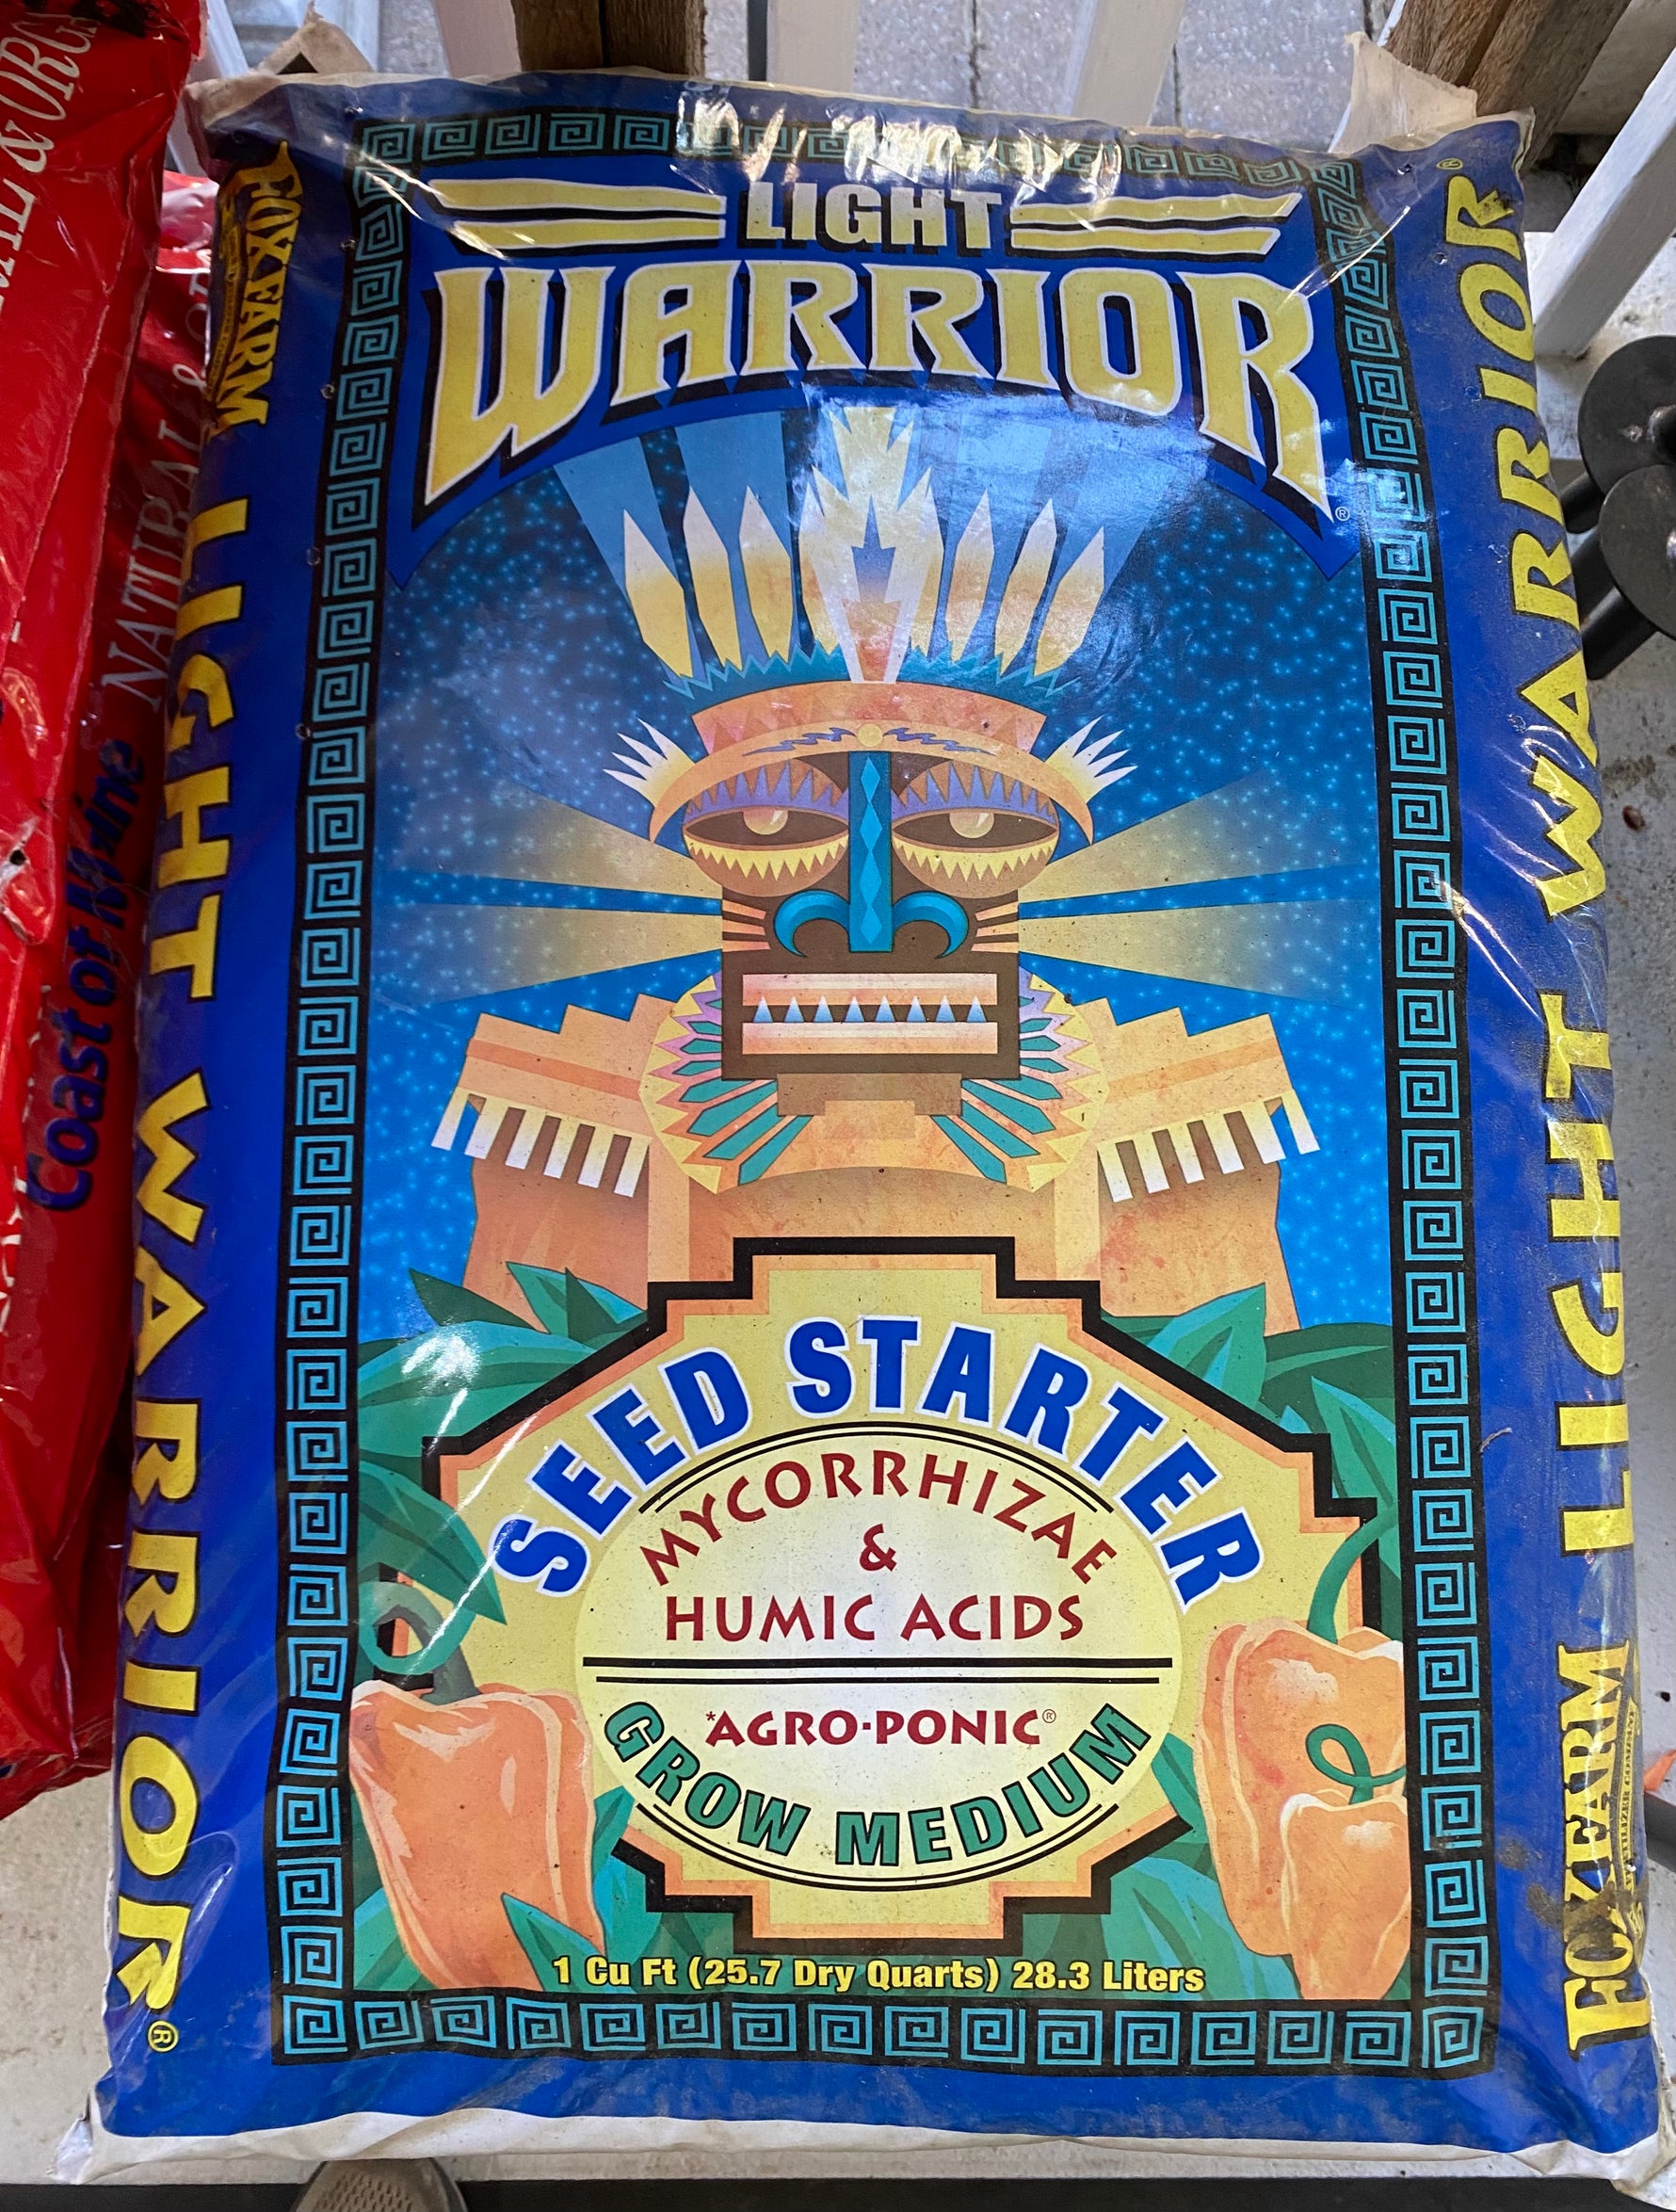 LIGHT
WARRIOR®
SEED STARTER
MYCORRHIZAE
&
HUMIC ACIDS
*AGRO·PONIC®
GROW MEDIUM
1 Cu Ft (25.7 Dry Quarts) 28.3 Liters
FOXFARM LIGHT WARRIOR®
FOXFARM LIGHT WARRIOR®
NATURAL &
Coast of Maine